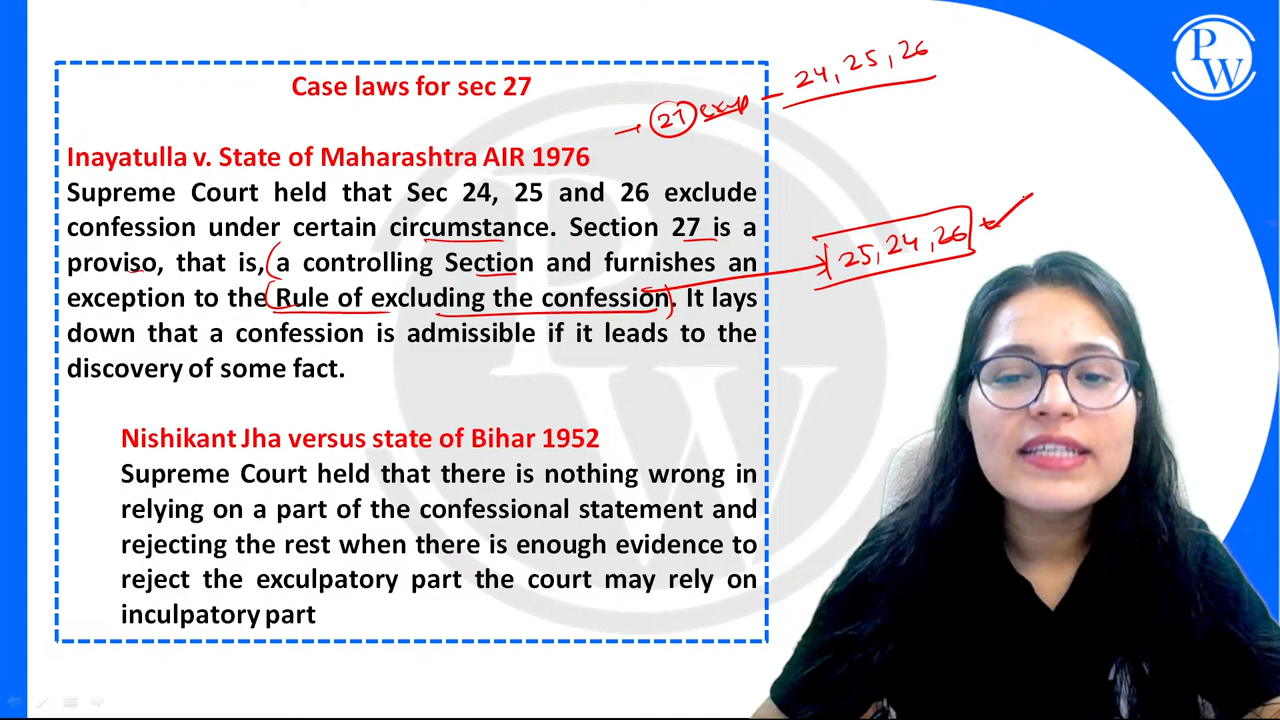 PW
Case laws for sec 27
24, 25, 26
→ 27
Inayatulla v. State of Maharashtra AIR 1976
Supreme Court held that Sec 24, 25 and 26 exclude
confession under certain circumstance. Section 27 is a
proviso, that is, a controlling Section and furnishes an
exception to the Rule of excluding the confession. It lays
down that a confession is admissible if it leads to the
discovery of some fact.
25, 24, 26
Nishikant Jha versus state of Bihar 1952
Supreme Court held that there is nothing wrong in
relying on a part of the confessional statement and
rejecting the rest when there is enough evidence to
reject the exculpatory part the court may rely on
inculpatory part
PW